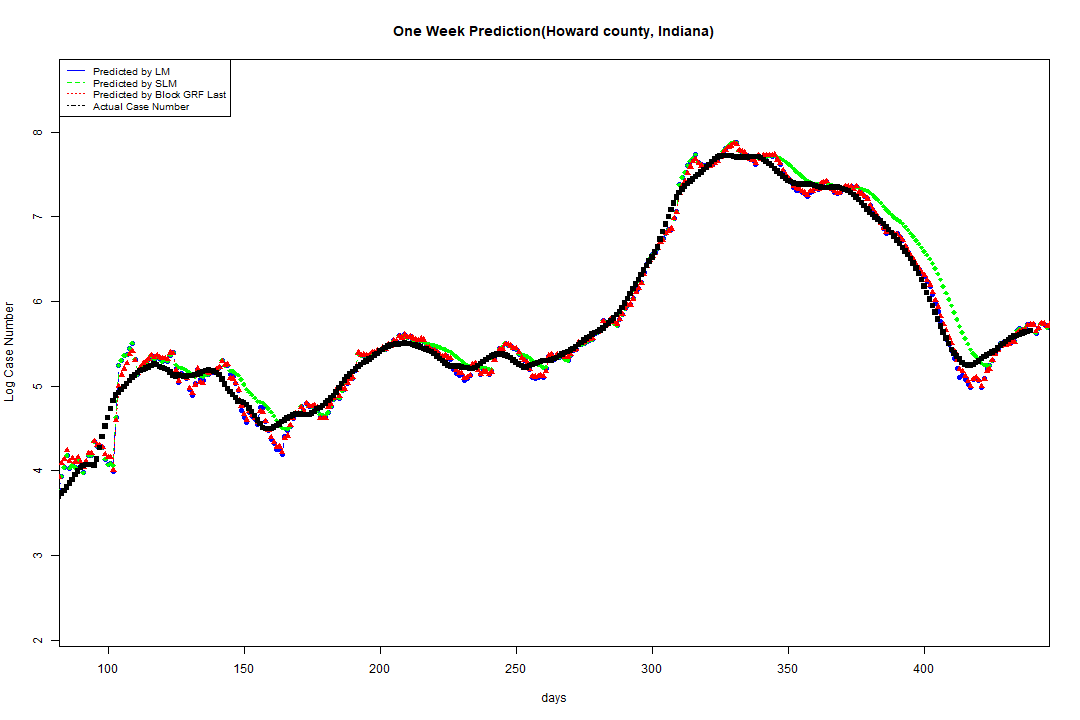 One Week Prediction(Howard county, Indiana)
Predicted by LM
Predicted by SLM
Predicted by Block GRF Last
Actual Case Number
8
7
6
5
4
3
2
Log Case Number
100 150 200 250 300 350 400
days